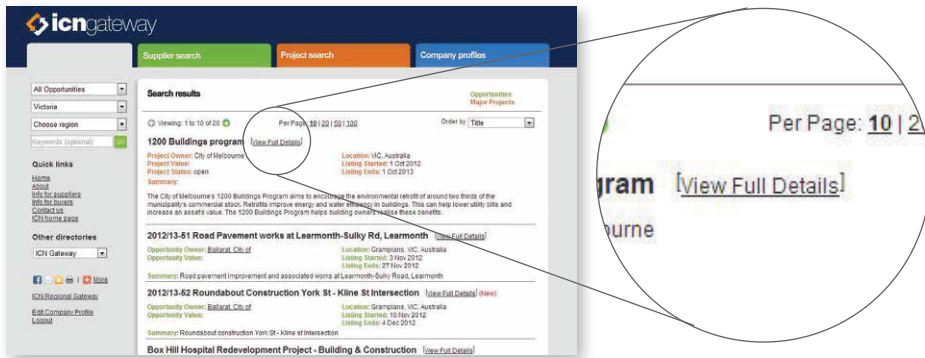 icngateway
Supplier search
Project search
Company profiles
All Opportunities
Victoria
Choose region
Keywords (optional)
GO
Quick links
Home
About
Info for suppliers
Info for buyers
Contact us
ICN home page
Other directories
ICN Gateway
| More
ICN Regional Gateway
Edit Company Profile
Logout
Search results
Opportunities
Major Projects
Viewing: 1 to 10 of 20
Per Page: 10 | 20 | 50 | 100
Order by Title
1200 Buildings program [View Full Details]
Project Owner: City of Melbourne
Project Value:
Project Status: open
Location: VIC, Australia
Listing Started: 1 Oct 2012
Listing Ends: 1 Oct 2013
Summary:
The City of Melbourne's 1200 Buildings Program aims to encourage the environmental retrofit of around two thirds of the
municipality's commercial stock. Retrofits improve energy and water efficiency in buildings. This can help lower utility bills and
increase an asset's value. The 1200 Buildings Program helps building owners realise these benefits.
2012/13-51 Road Pavement works at Learmonth-Sulky Rd, Learmonth [View Full Details]
Opportunity Owner: Ballarat, City of
Opportunity Value:
Location: Grampians, VIC, Australia
Listing Started: 3 Nov 2012
Listing Ends: 27 Nov 2012
Summary: Road pavement improvement and associated works at Learmonth-Sulky Road, Learmonth
2012/13-52 Roundabout Construction York St - Kline St Intersection [View Full Details] (New)
Opportunity Owner: Ballarat, City of
Opportunity Value:
Location: Grampians, VIC, Australia
Listing Started: 10 Nov 2012
Listing Ends: 4 Dec 2012
Summary: Roundabout construction York St - Kline st Intersection
Box Hill Hospital Redevelopment Project - Building & Construction [View Full Details]
Per Page: 10 | 2
gram [View Full Details]
ourne